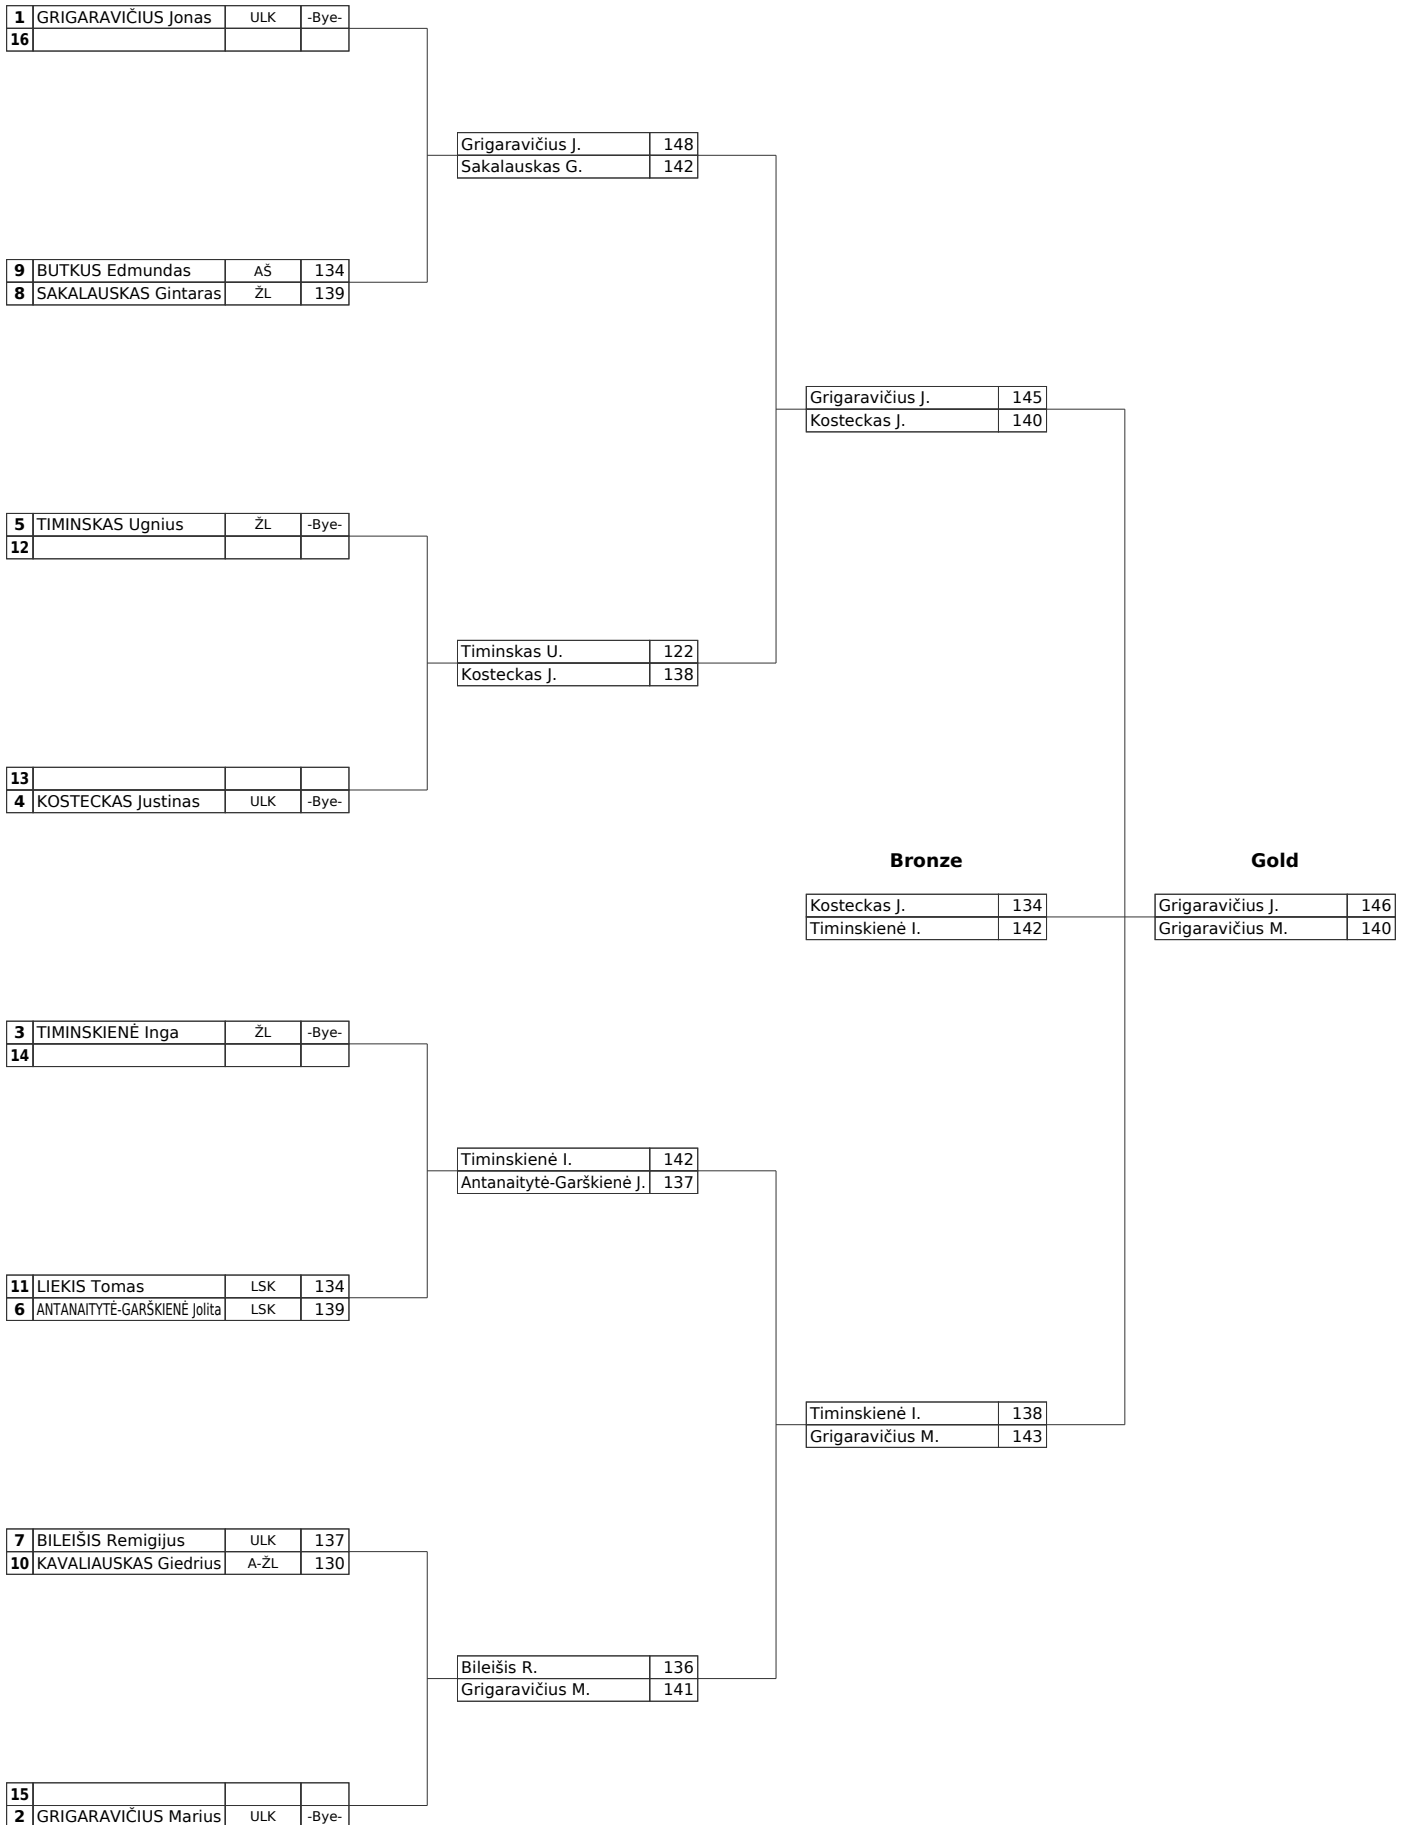 1 GRIGARAVIČIUS Jonas ULK -Bye-
16
Grigaravičius J. 148
Sakalauskas G. 142
9 BUTKUS Edmundas AŠ 134
8 SAKALAUSKAS Gintaras ŽL 139
Grigaravičius J. 145
Kosteckas J. 140
5 TIMINSKAS Ugnius ŽL -Bye-
12
Timinskas U. 122
Kosteckas J. 138
13
4 KOSTECKAS Justinas ULK -Bye-
Bronze Gold
Kosteckas J. 134 Grigaravičius J. 146
Timinskienė I. 142 Grigaravičius M. 140
3 TIMINSKIENĖ Inga ŽL -Bye-
14
Timinskienė I. 142
Antanaitytė-Garškienė J. 137
11 LIEKIS Tomas LSK 134
6 ANTANAITYTĖ-GARŠKIENĖ Jolita LSK 139
Timinskienė I. 138
Grigaravičius M. 143
7 BILEIŠIS Remigijus ULK 137
10 KAVALIAUSKAS Giedrius A-ŽL 130
Bileišis R. 136
Grigaravičius M. 141
15
2 GRIGARAVIČIUS Marius ULK -Bye-